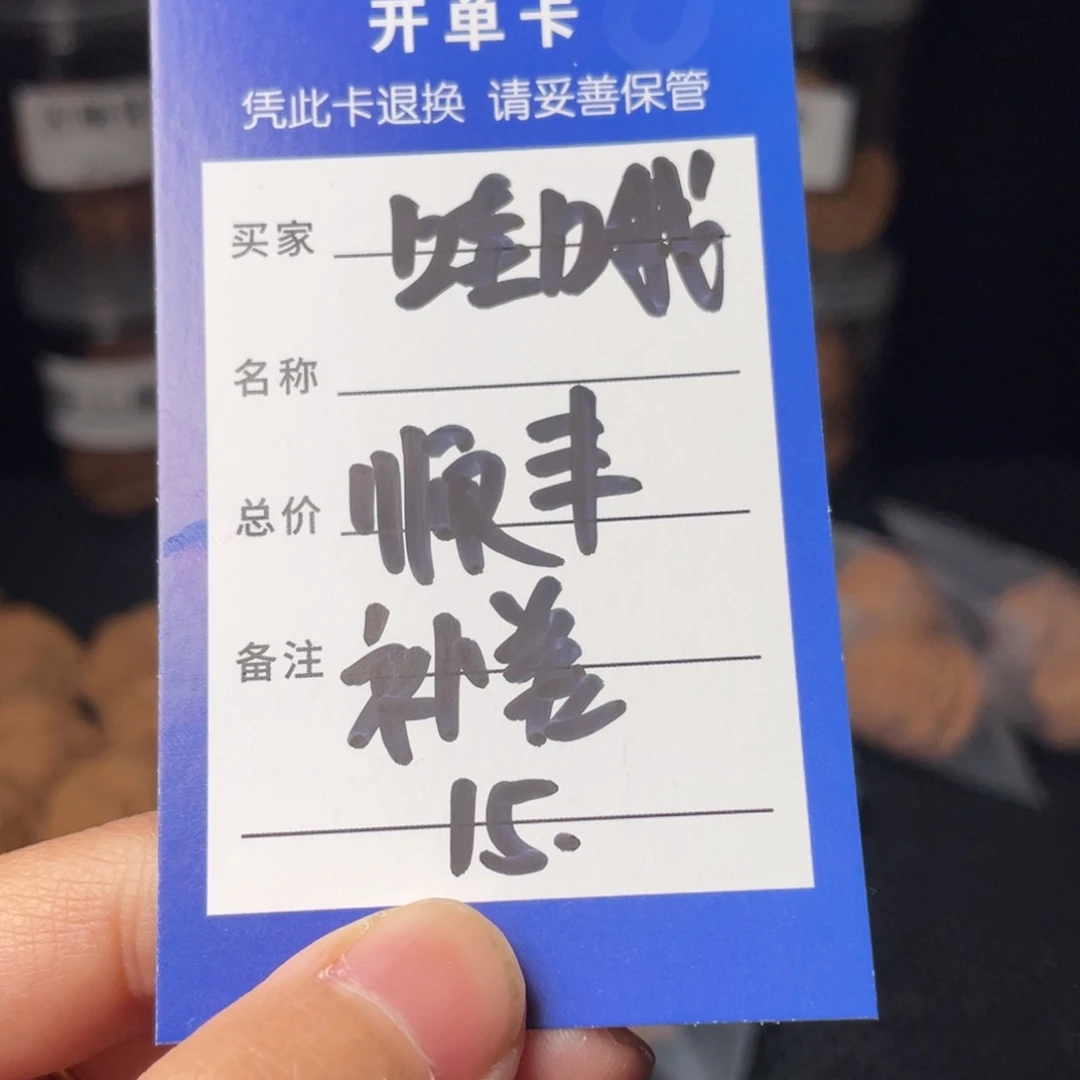 开单卡
凭此卡退换 请妥善保管
买家 哇哦
名称
总价 顺丰
备注 补差
15.